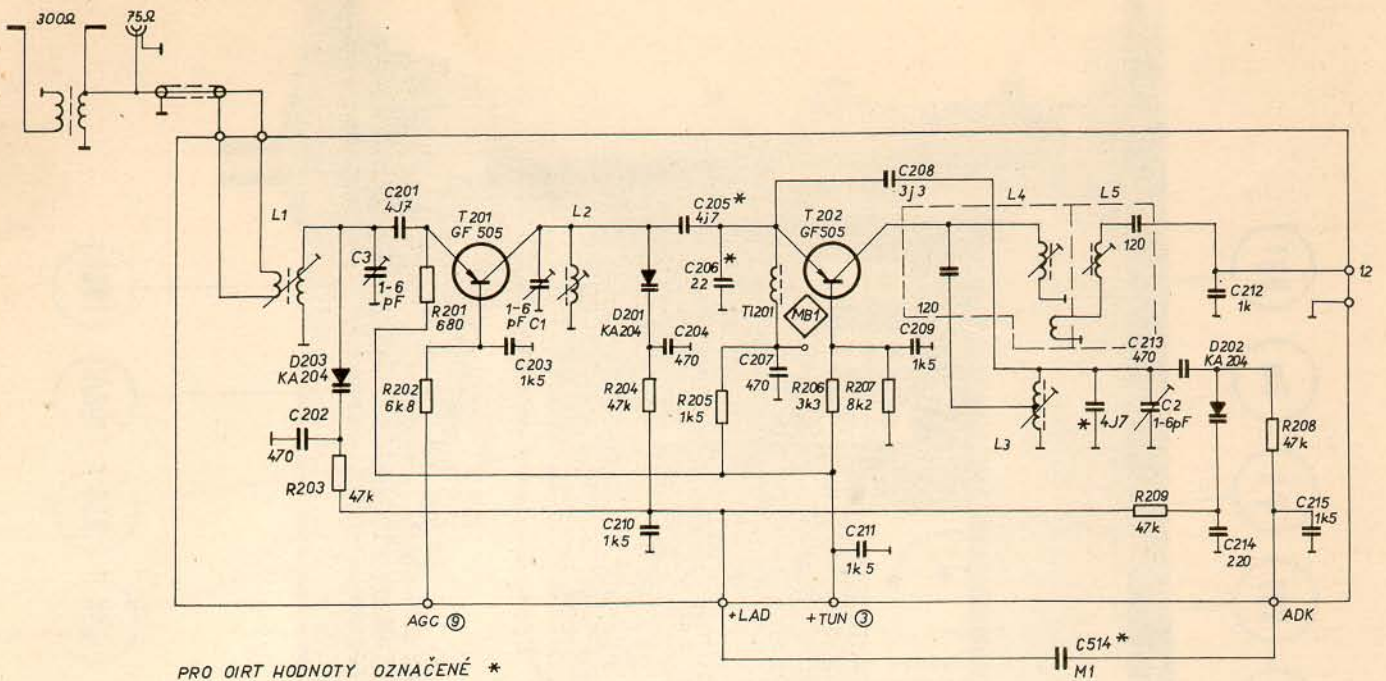 300Ω
75Ω
L1
C201
4J7
T201
GF 505
L2
C205 *
4j7
C208
3j3
T202
GF505
L4
L5
120
12
C3
1-6
pF
R201
680
1-6
pF C1
D201
KA204
C206 *
22
Tl201
MB1
120
C212
1k
D203
KA204
R202
6k8
C203
1k5
C204
470
R204
47k
R205
1k5
C207
470
R206
3k3
R207
8k2
C209
1k5
C213
470
D202
KA 204
C202
470
R203
47k
L3
* 4J7
C2
1-6pF
R208
47k
C210
1k5
C211
1k5
R209
47k
C214
220
C215
1k5
AGC ⑨
+LAD
+TUN ③
ADK
C514 *
M1
PRO OIRT HODNOTY OZNAČENÉ *